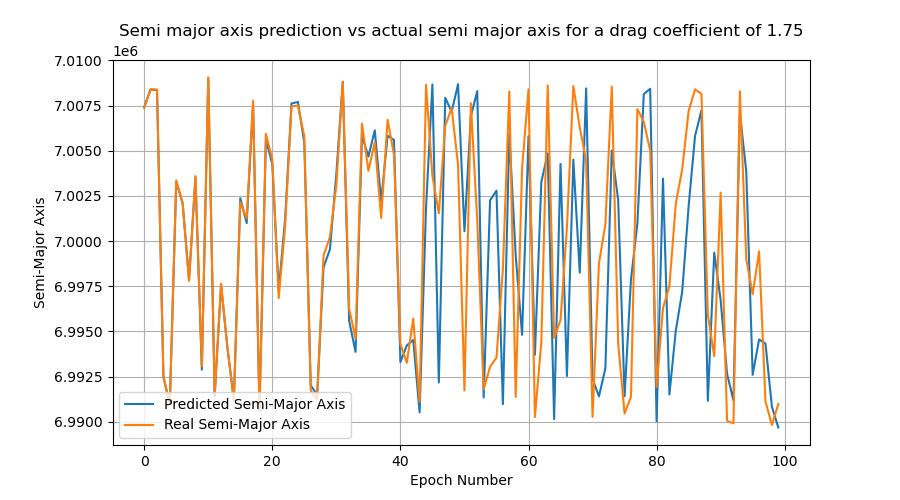 Semi major axis prediction vs actual semi major axis for a drag coefficient of 1.75
1e6
7.0100
7.0075
7.0050
7.0025
7.0000
6.9975
6.9950
6.9925
6.9900
Semi-Major Axis
Predicted Semi-Major Axis
Real Semi-Major Axis
0 20 40 60 80 100
Epoch Number